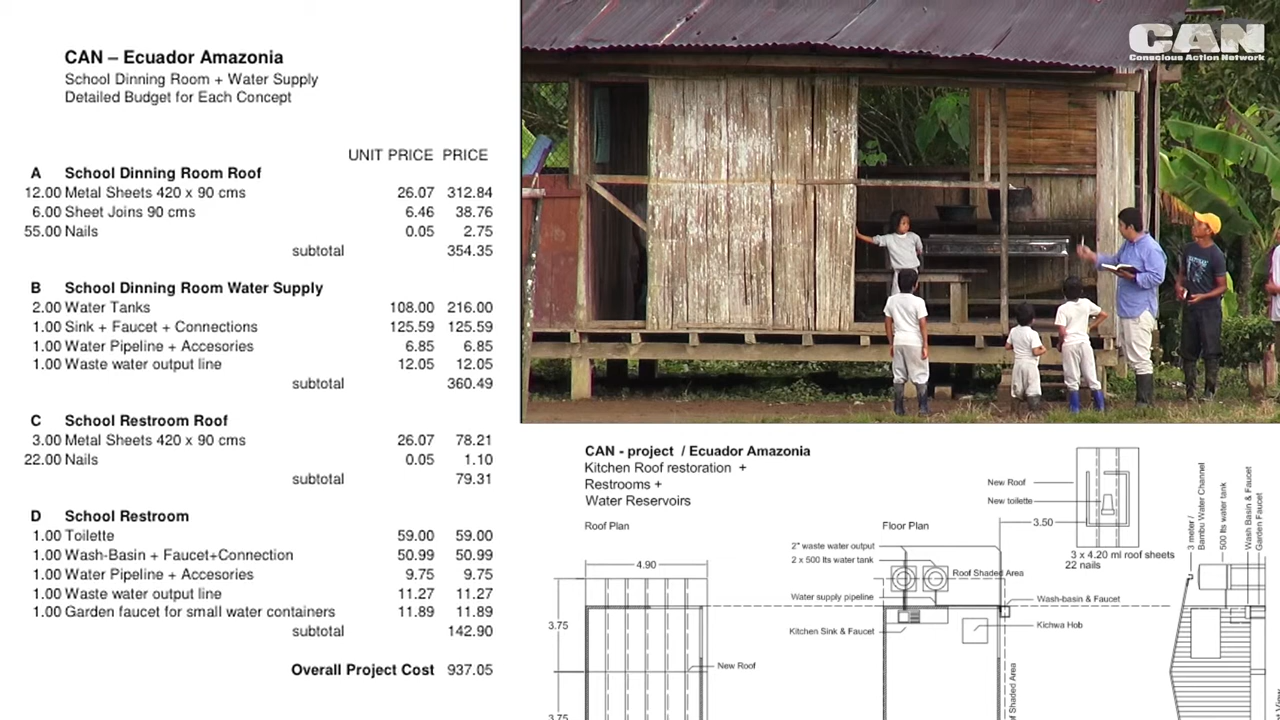 CAN – Ecuador Amazonia
School Dinning Room + Water Supply
Detailed Budget for Each Concept
UNIT PRICE PRICE
A School Dinning Room Roof
12.00 Metal Sheets 420 x 90 cms 26.07 312.84
6.00 Sheet Joins 90 cms 6.46 38.76
55.00 Nails 0.05 2.75
subtotal 354.35
B School Dinning Room Water Supply
2.00 Water Tanks 108.00 216.00
1.00 Sink + Faucet + Connections 125.59 125.59
1.00 Water Pipeline + Accesories 6.85 6.85
1.00 Waste water output line 12.05 12.05
subtotal 360.49
C School Restroom Roof
3.00 Metal Sheets 420 x 90 cms 26.07 78.21
22.00 Nails 0.05 1.10
subtotal 79.31
D School Restroom
1.00 Toilette 59.00 59.00
1.00 Wash-Basin + Faucet+Connection 50.99 50.99
1.00 Water Pipeline + Accesories 9.75 9.75
1.00 Waste water output line 11.27 11.27
1.00 Garden faucet for small water containers 11.89 11.89
subtotal 142.90
Overall Project Cost 937.05
CAN
Conscious Action Network
CAN - project / Ecuador Amazonia
Kitchen Roof restoration +
Restrooms +
Water Reservoirs
Roof Plan
4.90
3.75
New Roof
3.75
Floor Plan
2" waste water output
2 x 500 lts water tank
Roof Shaded Area
Water supply pipeline
Wash-basin & Faucet
Kitchen Sink & Faucet
Kichwa Hob
of Shaded Area
New Roof
New toilette
3.50
3 x 4.20 ml roof sheets
22 nails
3 meter /
Bambu Water Channel
500 lts water tank
Wash Basin & Faucet
Garden Faucet